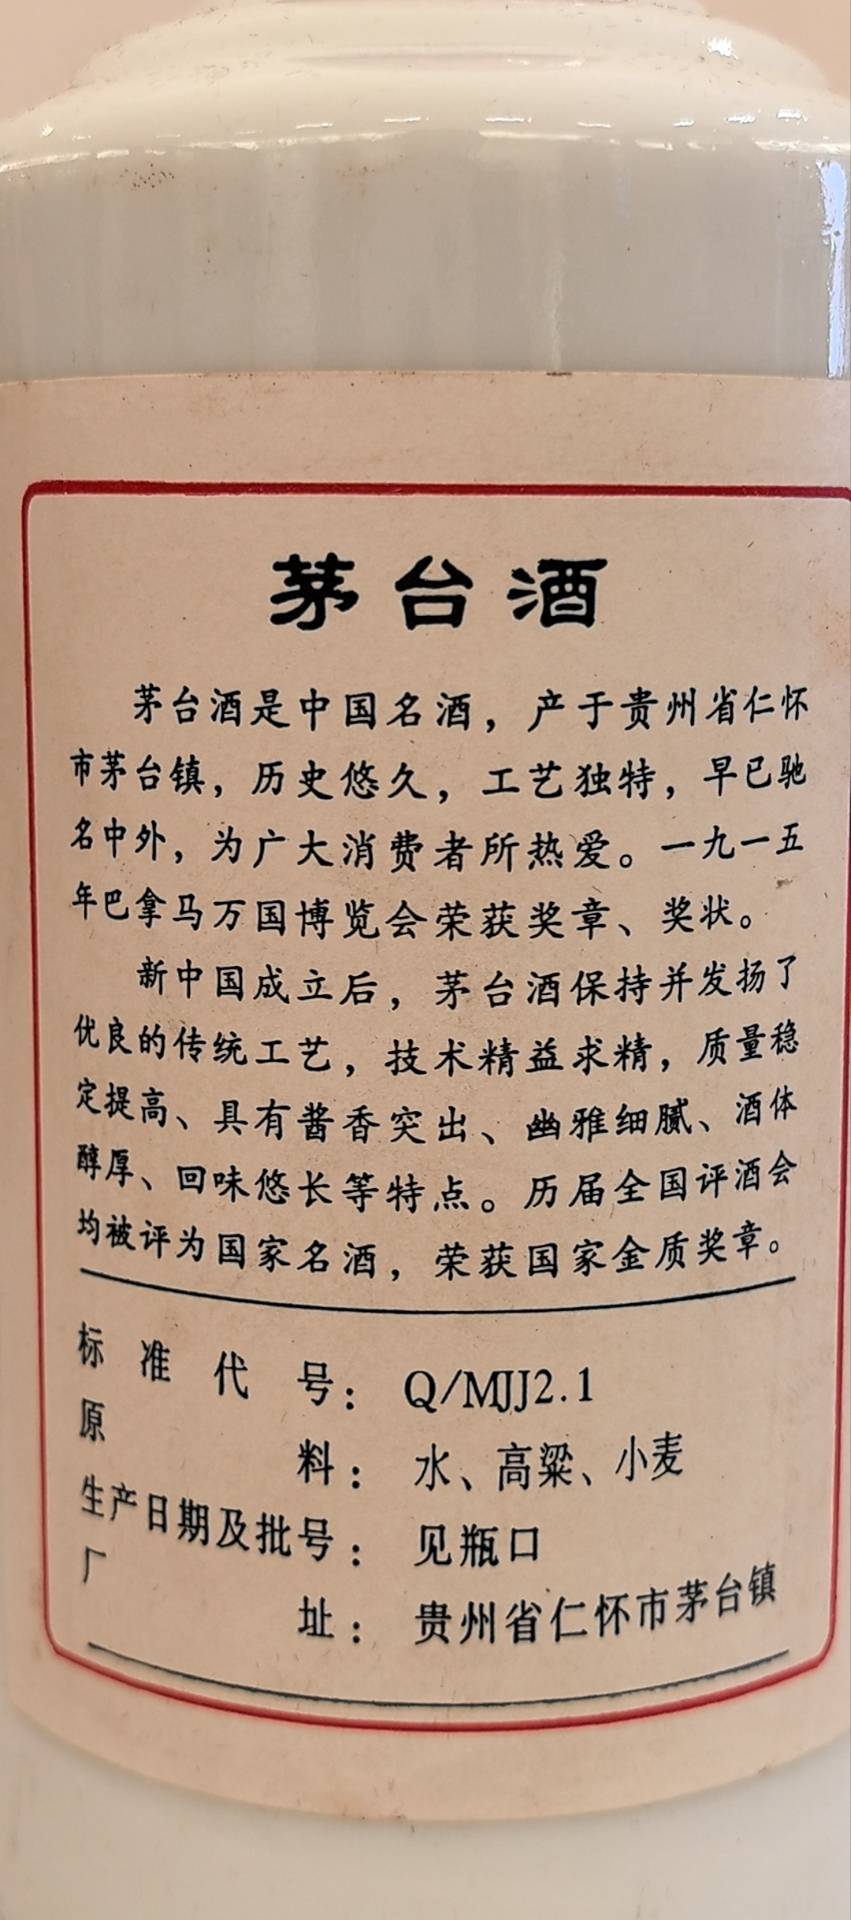 茅台酒
茅台酒是中国名酒，产于贵州省仁怀
市茅台镇，历史悠久，工艺独特，早已驰
名中外，为广大消费者所热爱。一九一五
年巴拿马万国博览会荣获奖章、奖状。
新中国成立后，茅台酒保持并发扬了
优良的传统工艺，技术精益求精，质量稳
定提高、具有酱香突出、幽雅细腻、酒体
醇厚、回味悠长等特点。历届全国评酒会
均被评为国家名酒，荣获国家金质奖章。
标准代号：Q/MJJ2.1
原料：水、高粱、小麦
生产日期及批号：见瓶口
厂址：贵州省仁怀市茅台镇